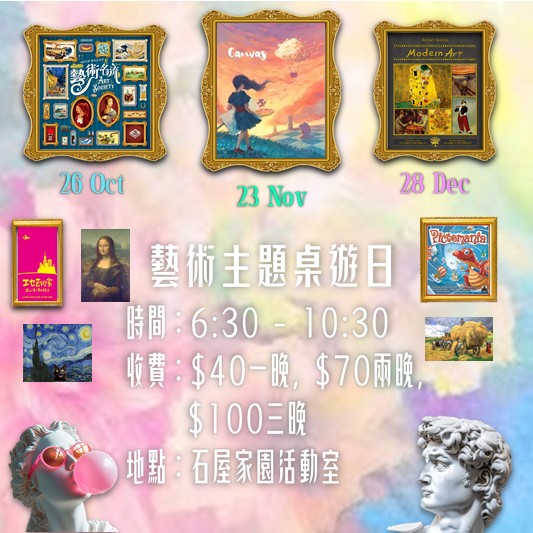 藝術名流
ART SOCIETY
Canvas
Modern Art
26 Oct
23 Nov
28 Dec
Pictomania
藝術主題桌遊日
時間：6:30 - 10:30
收費：$40一晚，$70兩晚，
$100三晚
地點：石屋家園活動室